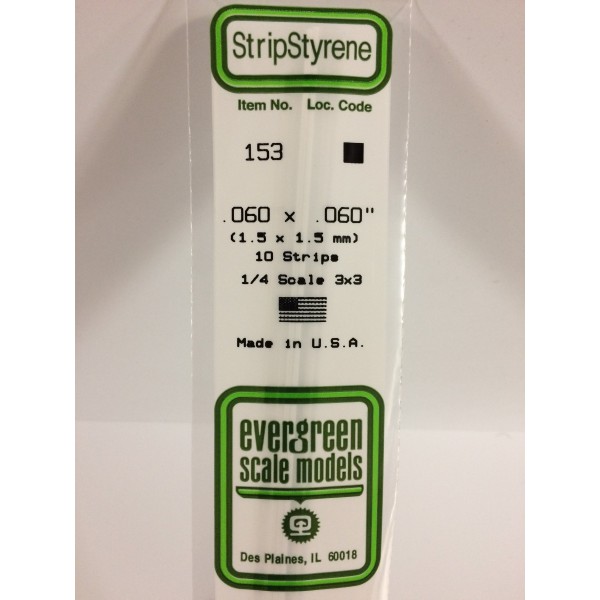 StripStyrene
Item No. Loc. Code
153
.060 x .060"
(1.5 x 1.5 mm)
10 Strips
1/4 Scale 3x3
Made in U.S.A.
evergreen
scale models
Des Plaines, IL 60018